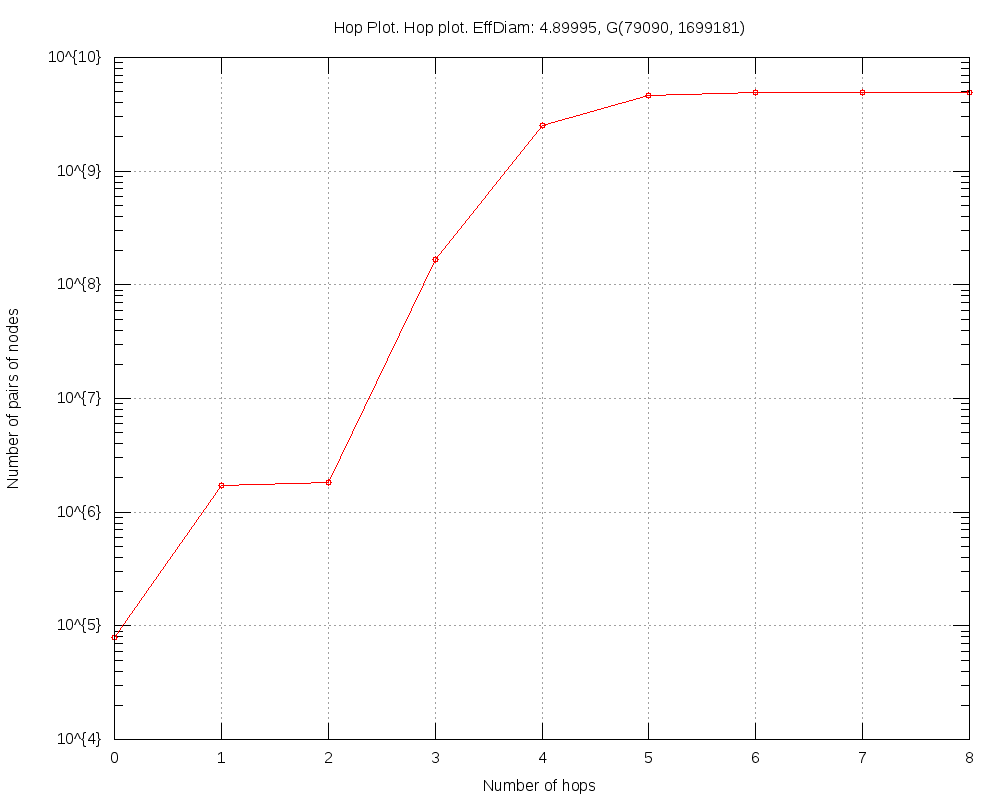 Hop Plot. Hop plot. EffDiam: 4.89995, G(79090, 1699181)
10^{10}
10^{9}
10^{8}
10^{7}
10^{6}
10^{5}
10^{4}
Number of pairs of nodes
0 1 2 3 4 5 6 7 8
Number of hops